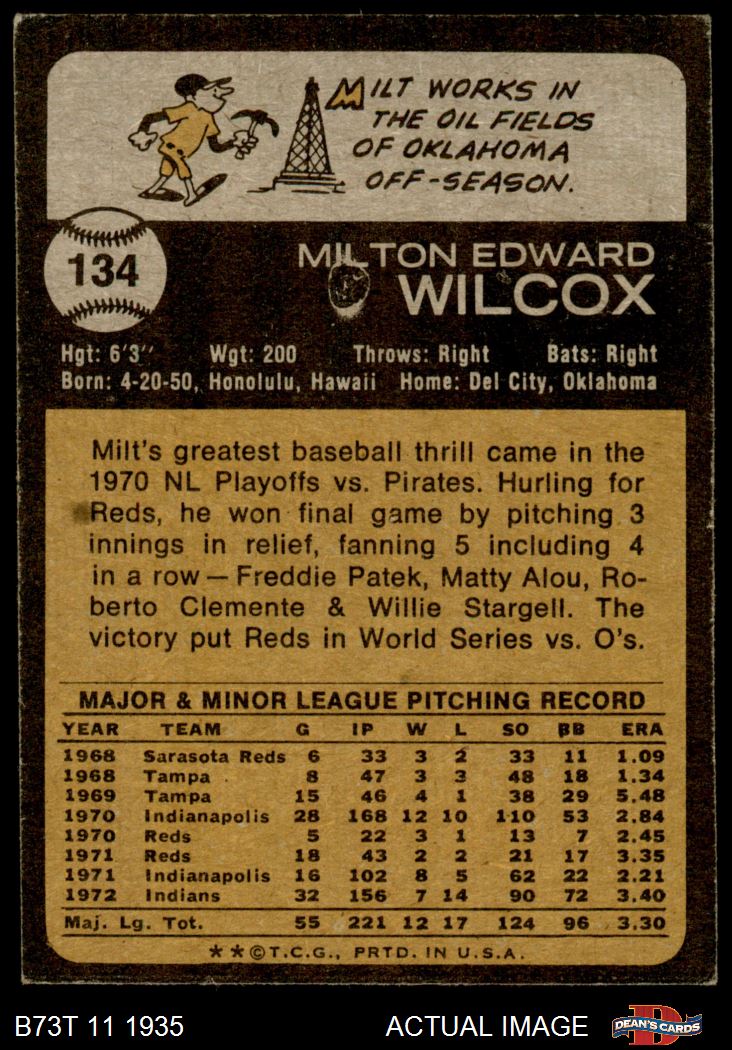 MILT WORKS IN
THE OIL FIELDS
OF OKLAHOMA
OFF-SEASON.
134
MILTON EDWARD
WILCOX
Hgt: 6'3" Wgt: 200 Throws: Right Bats: Right
Born: 4-20-50, Honolulu, Hawaii Home: Del City, Oklahoma
Milt's greatest baseball thrill came in the
1970 NL Playoffs vs. Pirates. Hurling for
Reds, he won final game by pitching 3
innings in relief, fanning 5 including 4
in a row — Freddie Patek, Matty Alou, Ro-
berto Clemente & Willie Stargell. The
victory put Reds in World Series vs. O's.
MAJOR & MINOR LEAGUE PITCHING RECORD
YEAR TEAM G IP W L SO BB ERA
1968 Sarasota Reds 6 33 3 2 33 11 1.09
1968 Tampa 8 47 3 3 48 18 1.34
1969 Tampa 15 46 4 1 38 29 5.48
1970 Indianapolis 28 168 12 10 110 53 2.84
1970 Reds 5 22 3 1 13 7 2.45
1971 Reds 18 43 2 2 21 17 3.35
1971 Indianapolis 16 102 8 5 62 22 2.21
1972 Indians 32 156 7 14 90 72 3.40
Maj. Lg. Tot. 55 221 12 17 124 96 3.30
★★©T.C.G., PRTD. IN U.S.A.
B73T 11 1935 ACTUAL IMAGE D DEAN'S CARDS